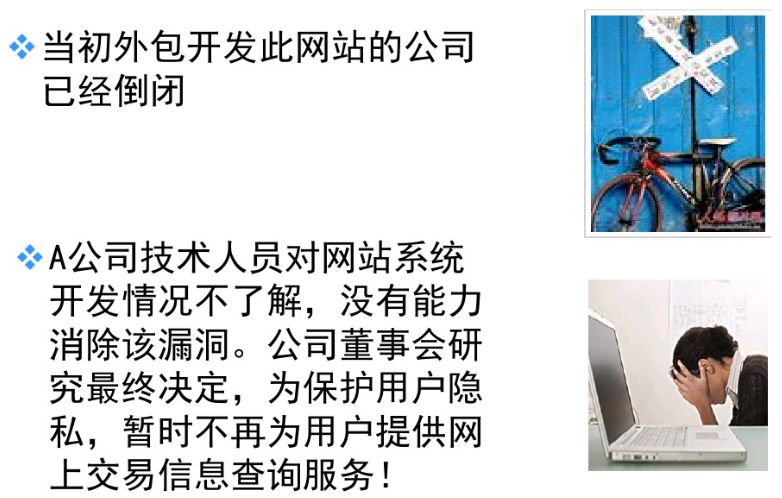 当初外包开发此网站的公司
已经倒闭
A公司技术人员对网站系统
开发情况不了解，没有能力
消除该漏洞。公司董事会研
究最终决定，为保护用户隐
私，暂时不再为用户提供网
上交易信息查询服务！